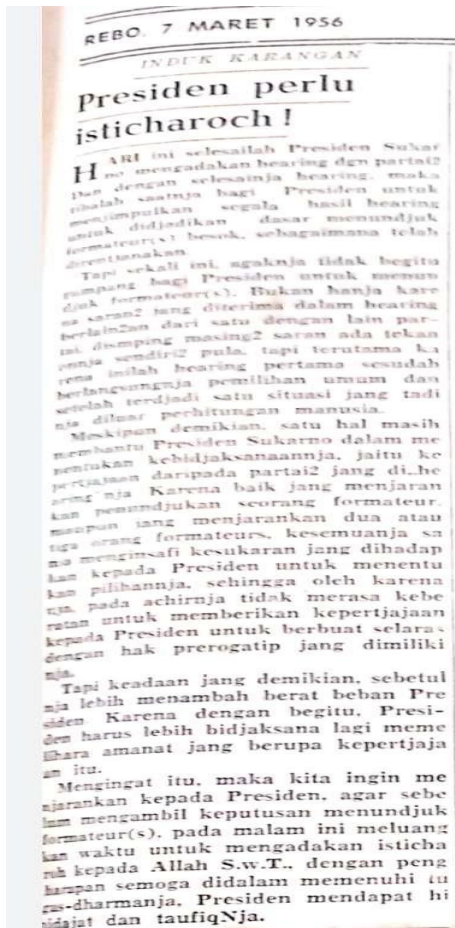 REBO. 7 MARET 1956
INDUK KARANGAN
Presiden perlu
isticharoch!
HARI ini selesailah Presiden Sukar
no mengadakan hearing dgn partai2
Dan dengan selesainja hearing, maka
tibalah saatnja bagi Presiden untuk
menjimpulkan segala hasil hearing
untuk didjadikan dasar menundjuk
formateur(s) besok, sebagaimana telah
direntjanakan.
Tapi sekali ini, agaknja tidak begitu
gampang bagi Presiden untuk menun
djuk formateur(s). Bukan hanja kare
na saran2 jang diterima dalam hearing
berlain2an dari satu dengan lain par-
tai, disamping masing2 saran ada tekan
annja sendiri2 pula, tapi terutama ka
rena inilah hearing pertama sesudah
berlangsungnja pemilihan umum dan
setelah terdjadi satu situasi jang tadi
nja diluar perhitungan manusia.
Meskipun demikian, satu hal masih
membantu Presiden Sukarno dalam me
nentukan kebidjaksanaannja, jaitu ke
pertjajaan daripada partai2 jang di„he
aring"nja Karena baik jang menjaran
kan penundjukan seorang formateur,
maupun jang menjarankan dua atau
tiga orang formateurs, kesemuanja sa
ma menginsafi kesukaran jang dihadap
kan kepada Presiden untuk menentu
kan pilihannja, sehingga oleh karena
nja, pada achirnja tidak merasa kebe
ratan untuk memberikan kepertjajaan
kepada Presiden untuk berbuat selaras
dengan hak prerogatip jang dimiliki
nja.
Tapi keadaan jang demikian, sebetul
nja lebih menambah berat beban Pre
siden. Karena dengan begitu, Presi-
den harus lebih bidjaksana lagi meme
lihara amanat jang berupa kepertjaja
an itu.
Mengingat itu, maka kita ingin me
njarankan kepada Presiden, agar sebe
lum mengambil keputusan menundjuk
formateur(s), pada malam ini meluang
kan waktu untuk mengadakan isticha
roh kepada Allah S.w.T., dengan peng
harapan semoga didalam memenuhi tu
gas-dharmanja, Presiden mendapat hi
hidajat dan taufiqNja.